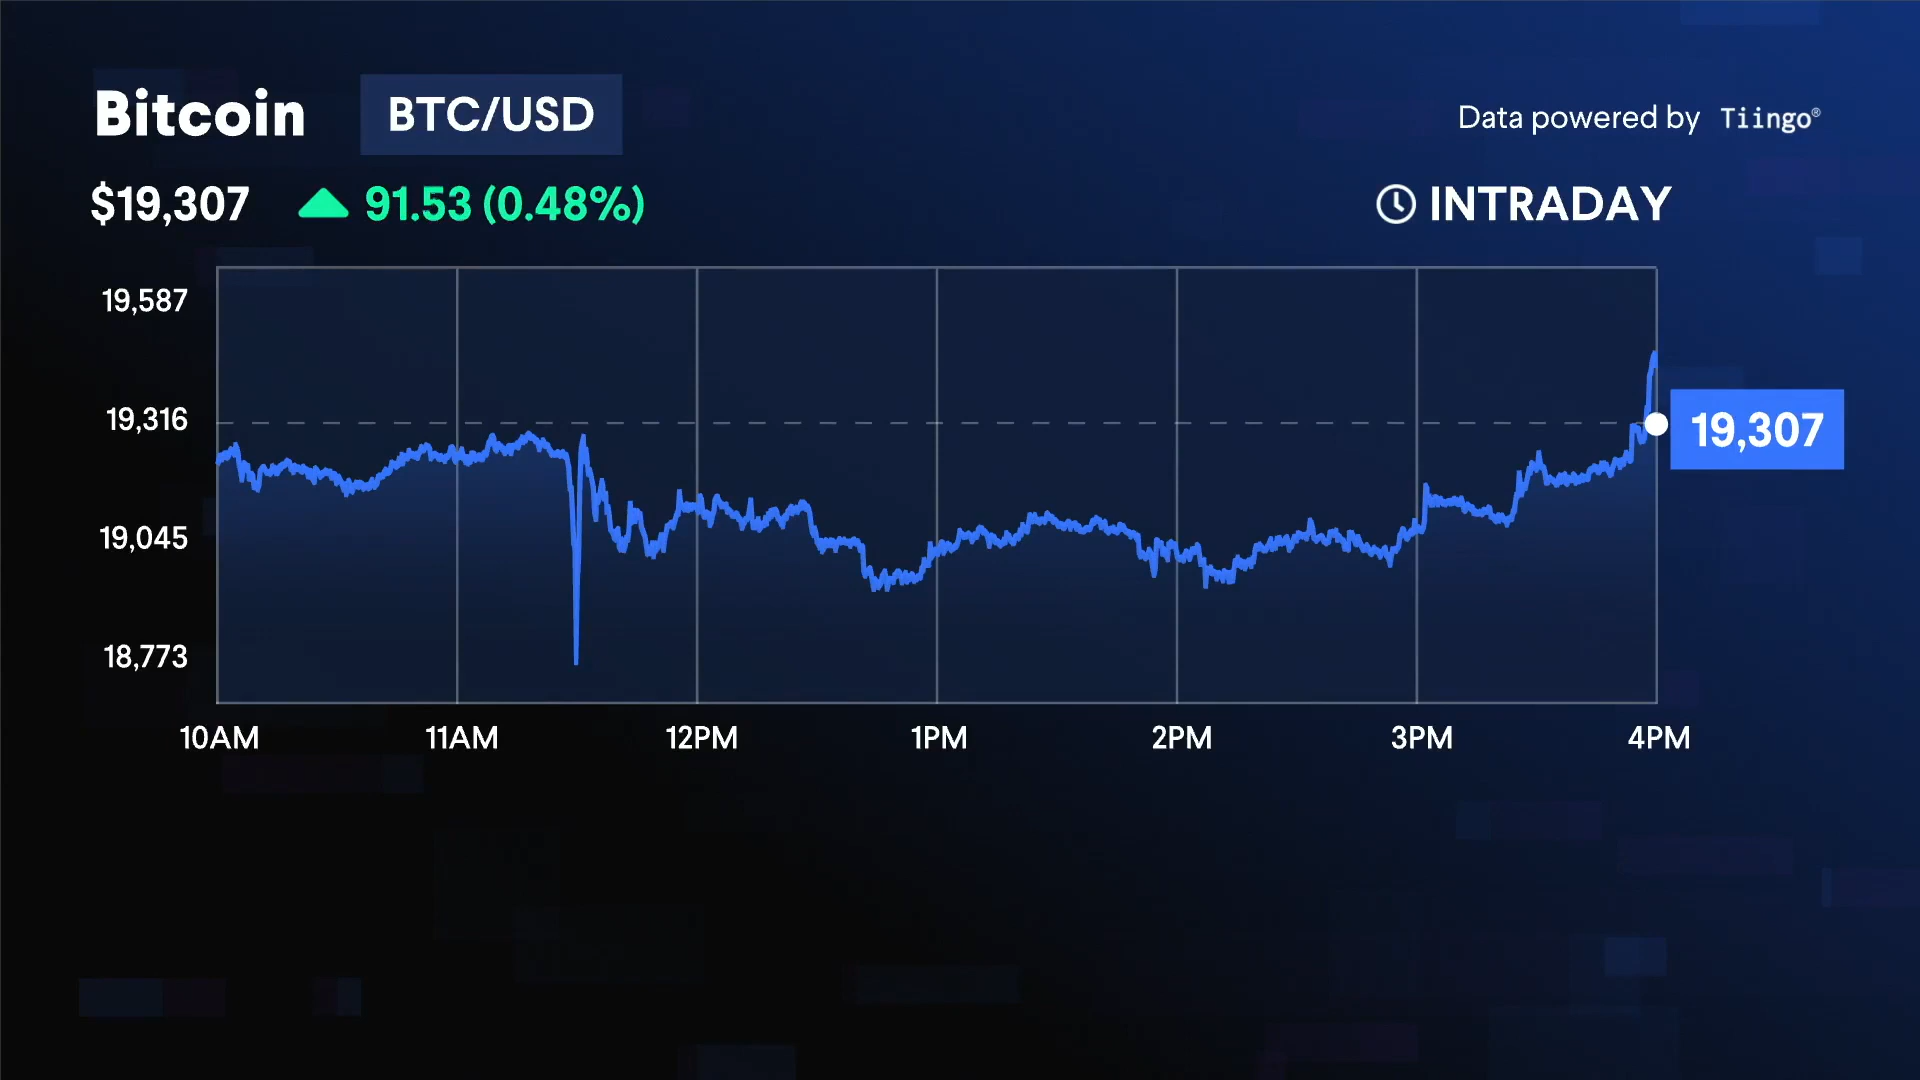 Bitcoin BTC/USD Data powered by Tiingo®
$19,307 91.53 (0.48%) INTRADAY
19,587
19,316
19,307
19,045
18,773
10AM 11AM 12PM 1PM 2PM 3PM 4PM